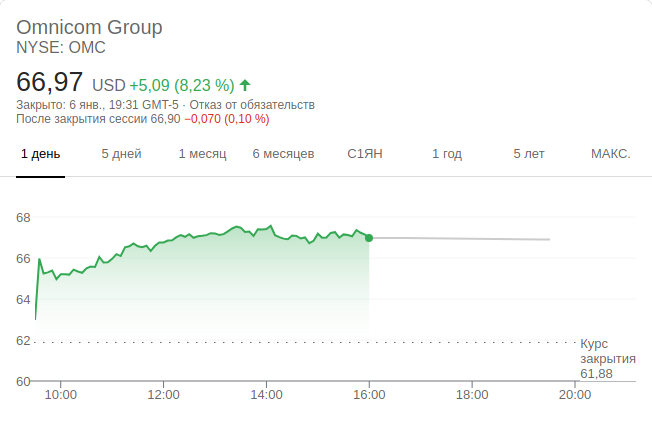 Omnicom Group
NYSE: OMC
66,97 USD +5,09 (8,23 %)
Закрыто: 6 янв., 19:31 GMT-5 · Отказ от обязательств
После закрытия сессии 66,90 −0,070 (0,10 %)
1 день 5 дней 1 месяц 6 месяцев С1ЯН 1 год 5 лет МАКС.
68
66
64
62
60
Курс
закрытия
61,88
10:00 12:00 14:00 16:00 18:00 20:00